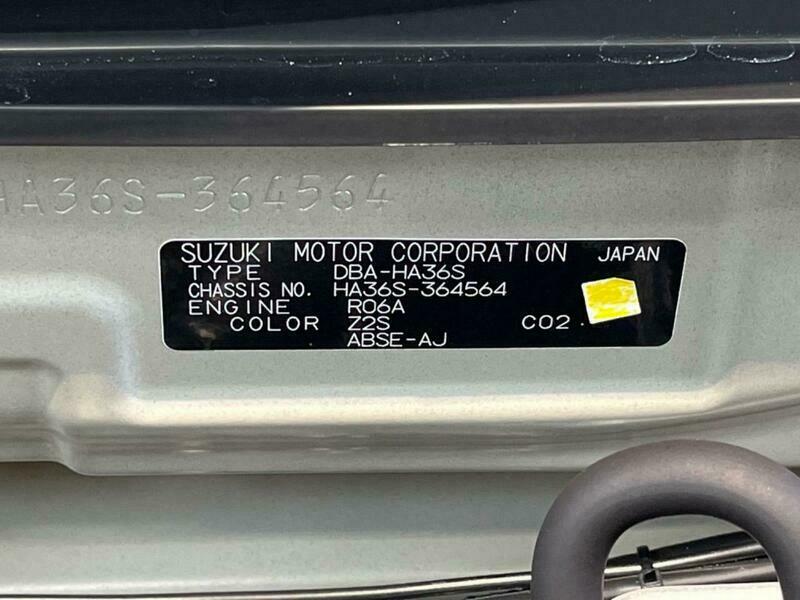 HA36S-364564
SUZUKI MOTOR CORPORATION JAPAN
TYPE DBA-HA36S
CHASSIS NO. HA36S-364564
ENGINE R06A
COLOR Z2S C02
ABSE-AJ